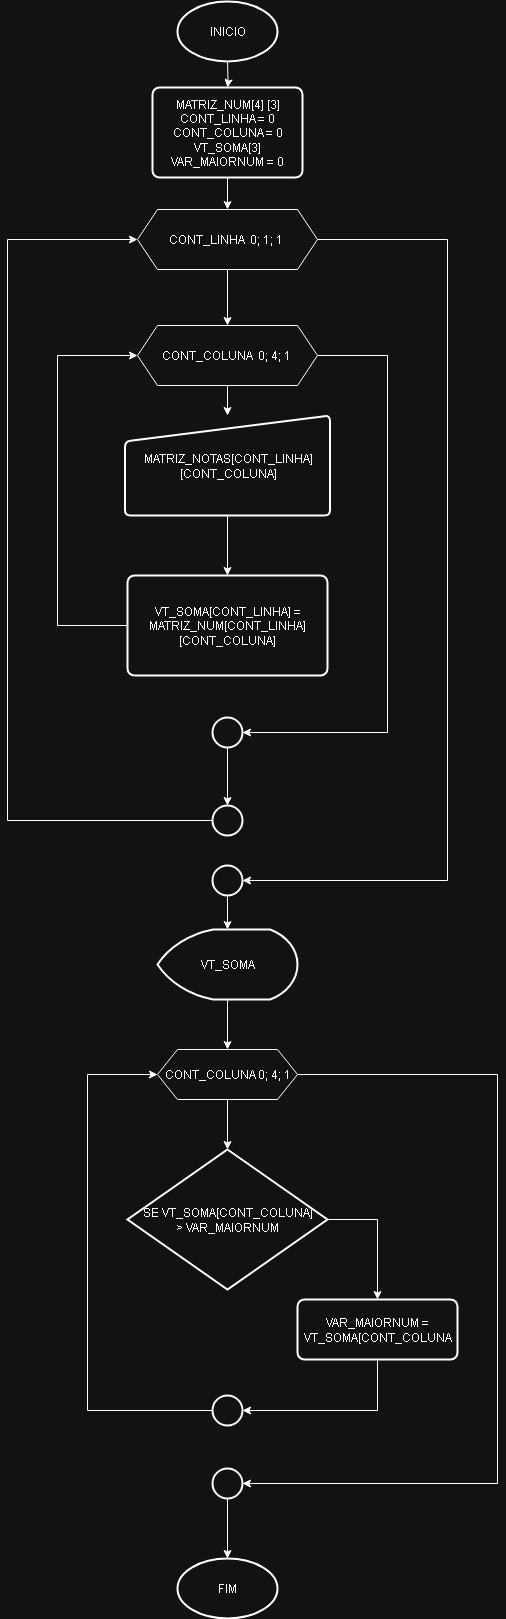 INICIO
MATRIZ_NUM[4] [3]
CONT_LINHA = 0
CONT_COLUNA = 0
VT_SOMA[3]
VAR_MAIORNUM = 0
CONT_LINHA 0; 1; 1
CONT_COLUNA 0; 4; 1
MATRIZ_NOTAS[CONT_LINHA]
[CONT_COLUNA]
VT_SOMA[CONT_LINHA] =
MATRIZ_NUM[CONT_LINHA]
[CONT_COLUNA]
VT_SOMA
CONT_COLUNA 0; 4; 1
SE VT_SOMA[CONT_COLUNA]
> VAR_MAIORNUM
VAR_MAIORNUM =
VT_SOMA[CONT_COLUNA
FIM